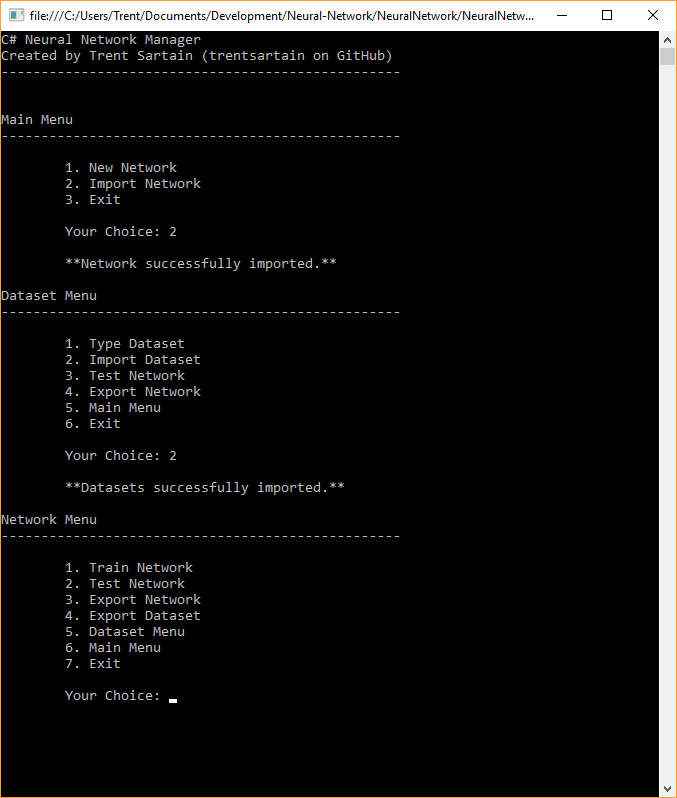 file:///C:/Users/Trent/Documents/Development/Neural-Network/NeuralNetwork/NeuralNetw...
C# Neural Network Manager
Created by Trent Sartain (trentsartain on GitHub)
--------------------------------------------------
Main Menu
--------------------------------------------------
1. New Network
2. Import Network
3. Exit
Your Choice: 2
**Network successfully imported.**
Dataset Menu
--------------------------------------------------
1. Type Dataset
2. Import Dataset
3. Test Network
4. Export Network
5. Main Menu
6. Exit
Your Choice: 2
**Datasets successfully imported.**
Network Menu
--------------------------------------------------
1. Train Network
2. Test Network
3. Export Network
4. Export Dataset
5. Dataset Menu
6. Main Menu
7. Exit
Your Choice: _